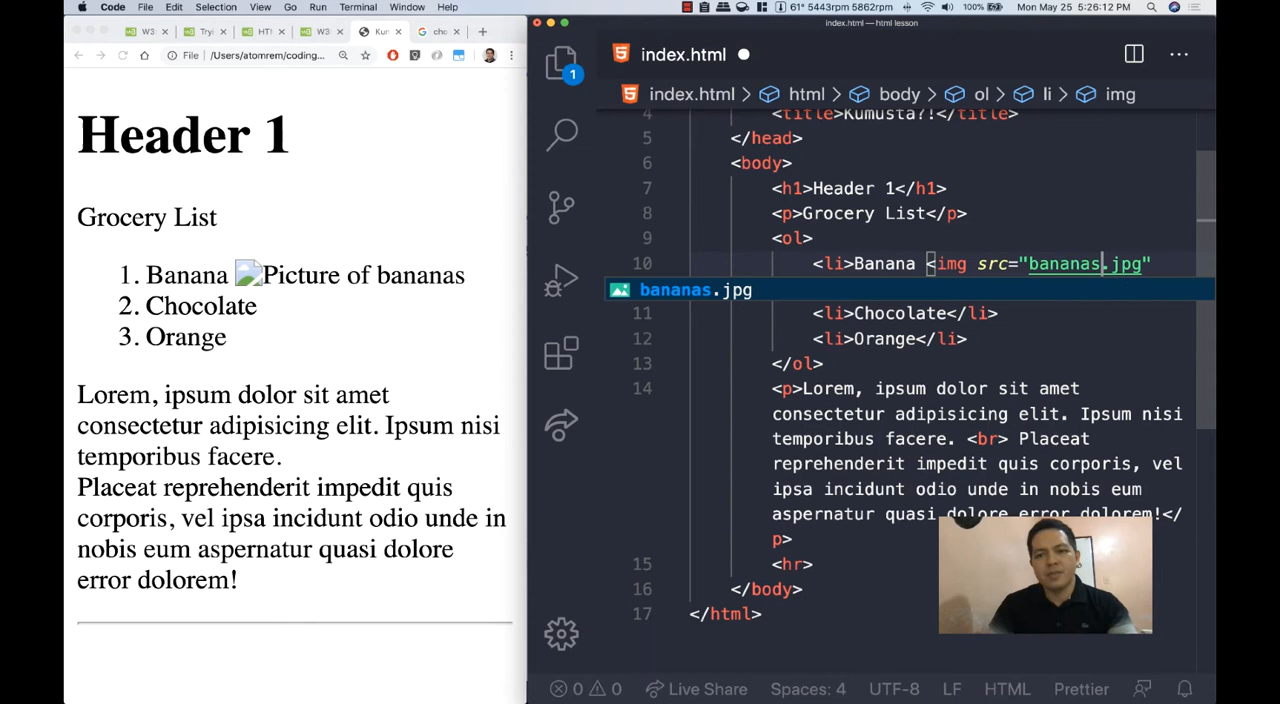 Code File Edit Selection View Go Run Terminal Window Help
61° 5443rpm 5862rpm 100% Mon May 25 5:26:12 PM
index.html — html lesson
W3 Tryi HT W3 Kum cho
File /Users/atomrem/coding...
Header 1
Grocery List
1. Banana Picture of bananas
2. Chocolate
3. Orange
Lorem, ipsum dolor sit amet
consectetur adipisicing elit. Ipsum nisi
temporibus facere.
Placeat reprehenderit impedit quis
corporis, vel ipsa incidunt odio unde in
nobis eum aspernatur quasi dolore
error dolorem!
1
index.html
index.html > html > body > ol > li > img
4 <title>Kumusta?!</title>
5 </head>
6 <body>
7 <h1>Header 1</h1>
8 <p>Grocery List</p>
9 <ol>
10 <li>Banana <img src="bananas.jpg"
bananas.jpg
11 <li>Chocolate</li>
12 <li>Orange</li>
13 </ol>
14 <p>Lorem, ipsum dolor sit amet
consectetur adipisicing elit. Ipsum nisi
temporibus facere. <br> Placeat
reprehenderit impedit quis corporis, vel
ipsa incidunt odio unde in nobis eum
aspernatur quasi dolore error dolorem!</
p>
15 <hr>
16 </body>
17 </html>
0 0 Live Share Spaces: 4 UTF-8 LF HTML Prettier